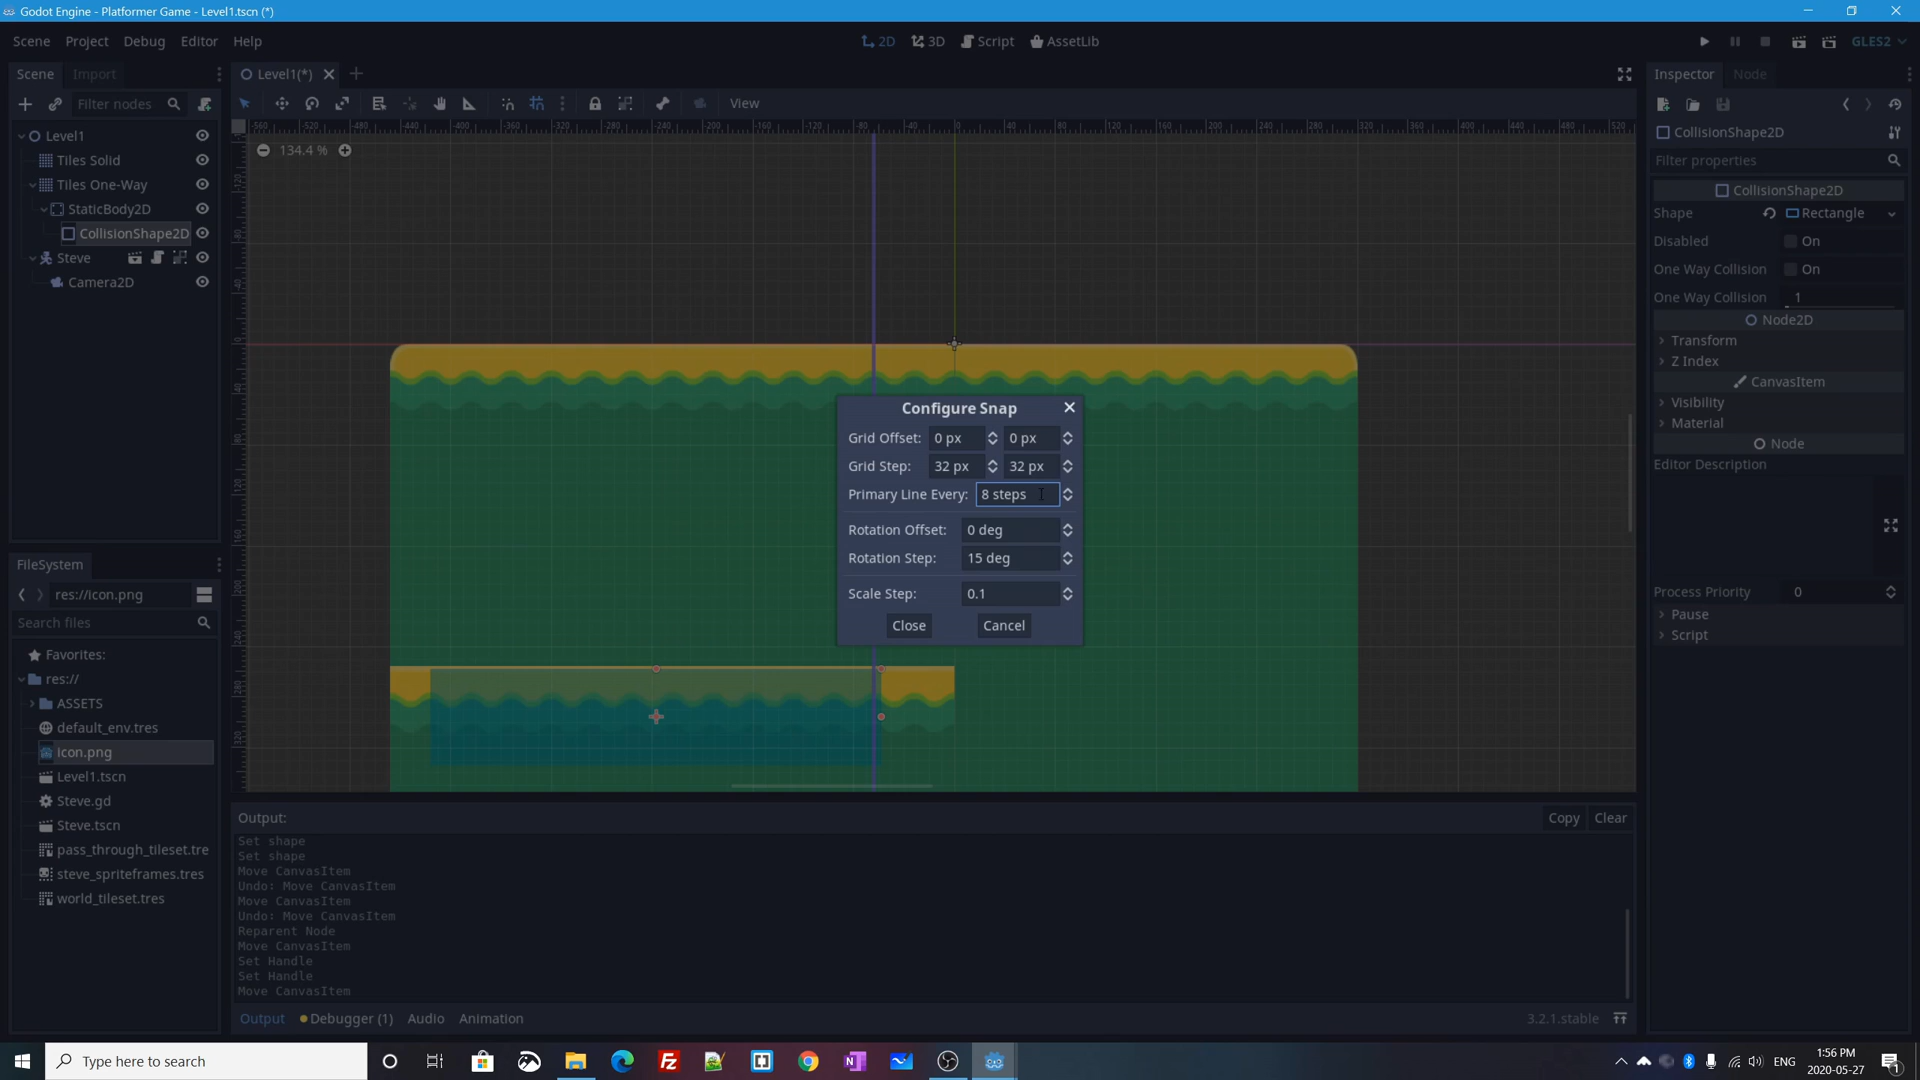 Godot Engine - Platformer Game - Level1.tscn (*)
Scene Project Debug Editor Help
2D 3D Script AssetLib
GLES2
Scene Import
Level1(*)
Inspector Node
Filter nodes
View
Level1
Tiles Solid
Tiles One-Way
StaticBody2D
CollisionShape2D
Steve
Camera2D
134.4 %
CollisionShape2D
Filter properties
CollisionShape2D
Shape Rectangle
Disabled On
One Way Collision On
One Way Collision 1
Node2D
Transform
Z Index
CanvasItem
Visibility
Material
Node
Editor Description
Process Priority 0
Pause
Script
Configure Snap
Grid Offset: 0 px 0 px
Grid Step: 32 px 32 px
Primary Line Every: 8 steps
Rotation Offset: 0 deg
Rotation Step: 15 deg
Scale Step: 0.1
Close Cancel
FileSystem
res://icon.png
Search files
Favorites:
res://
ASSETS
default_env.tres
icon.png
Level1.tscn
Steve.gd
Steve.tscn
pass_through_tileset.tre
steve_spriteframes.tres
world_tileset.tres
Output:
Copy Clear
Set shape
Set shape
Move CanvasItem
Undo: Move CanvasItem
Move CanvasItem
Undo: Move CanvasItem
Reparent Node
Move CanvasItem
Set Handle
Set Handle
Move CanvasItem
Output Debugger (1) Audio Animation
3.2.1.stable
Type here to search
ENG
1:56 PM
2020-05-27